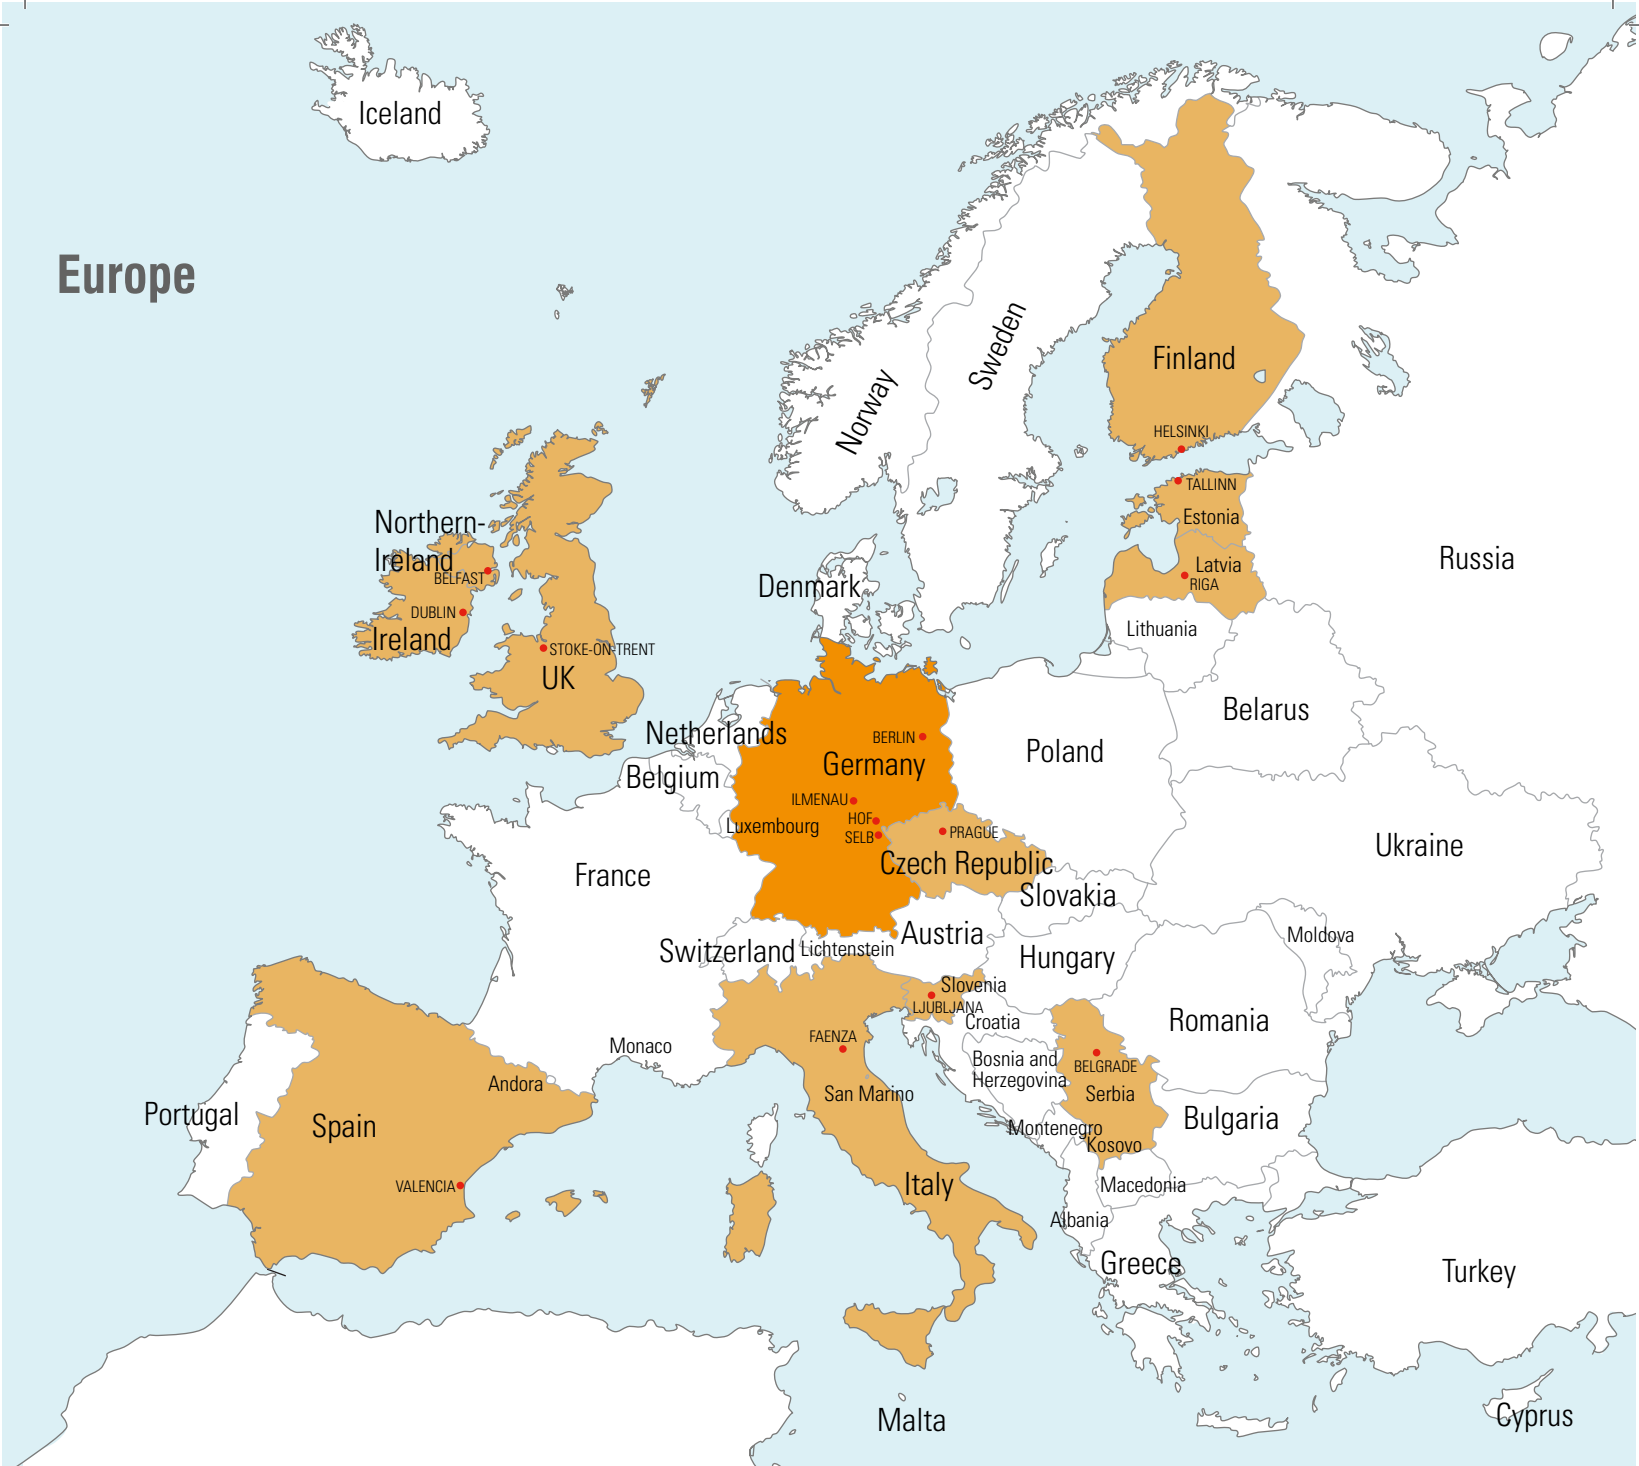 Iceland
Europe
Norway
Sweden
Finland
HELSINKI
TALLINN
Estonia
Latvia
RIGA
Russia
Northern-
Ireland
BELFAST
DUBLIN
Ireland
STOKE-ON-TRENT
UK
Denmark
Lithuania
Belarus
Netherlands
Belgium
Luxembourg
BERLIN
Germany
ILMENAU
HOF
SELB
Poland
PRAGUE
Czech Republic
Slovakia
Ukraine
France
Switzerland
Lichtenstein
Austria
Hungary
Moldova
Slovenia
LJUBLJANA
Croatia
Romania
FAENZA
Monaco
Bosnia and
Herzegovina
BELGRADE
Serbia
Andora
San Marino
Portugal
Spain
Montenegro
Kosovo
Bulgaria
VALENCIA
Italy
Macedonia
Albania
Greece
Turkey
Malta
Cyprus